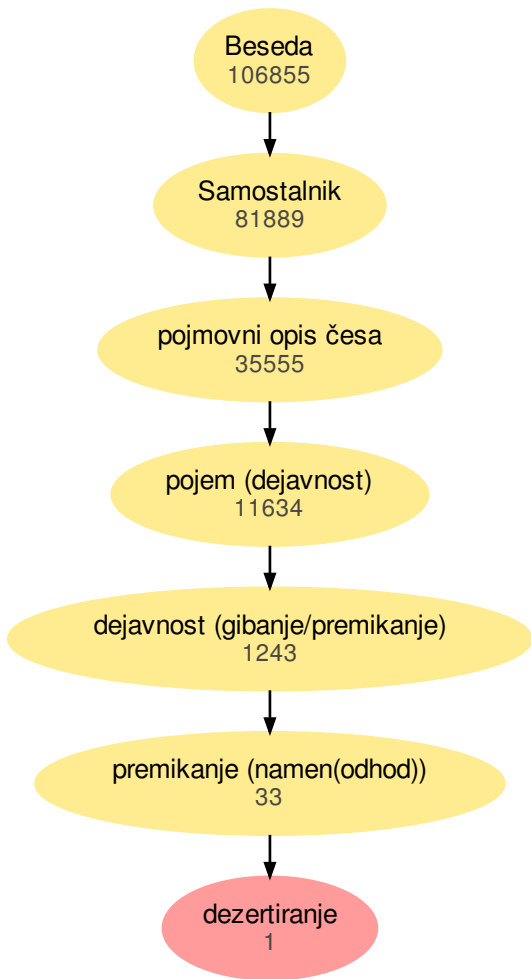 Beseda
106855
Samostalnik
81889
pojmovni opis česa
35555
pojem (dejavnost)
11634
dejavnost (gibanje/premikanje)
1243
premikanje (namen(odhod))
33
dezertiranje
1